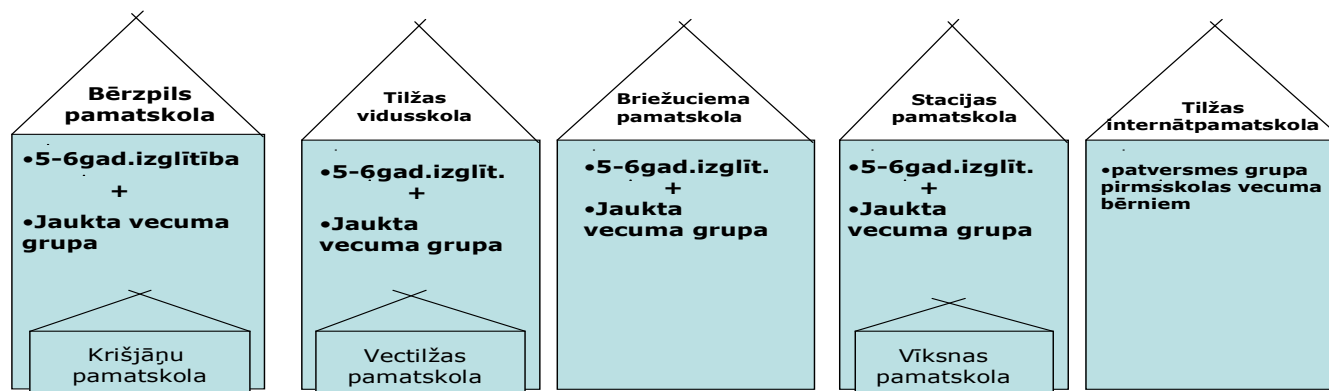 Bērzpils
pamatskola
•5-6gad.izglītība
+
•Jaukta vecuma
grupa
Krišjāņu
pamatskola
Tilžas
vidusskola
•5-6gad.izglīt.
+
•Jaukta
vecuma grupa
Vectilžas
pamatskola
Briežuciema
pamatskola
•5-6gad.izglīt.
+
•Jaukta
vecuma grupa
Stacijas
pamatskola
•5-6gad.izglīt.
+
•Jaukta
vecuma grupa
Vīksnas
pamatskola
Tilžas
internātpamatskola
•patversmes grupa
pirmsskolas vecuma
bērniem